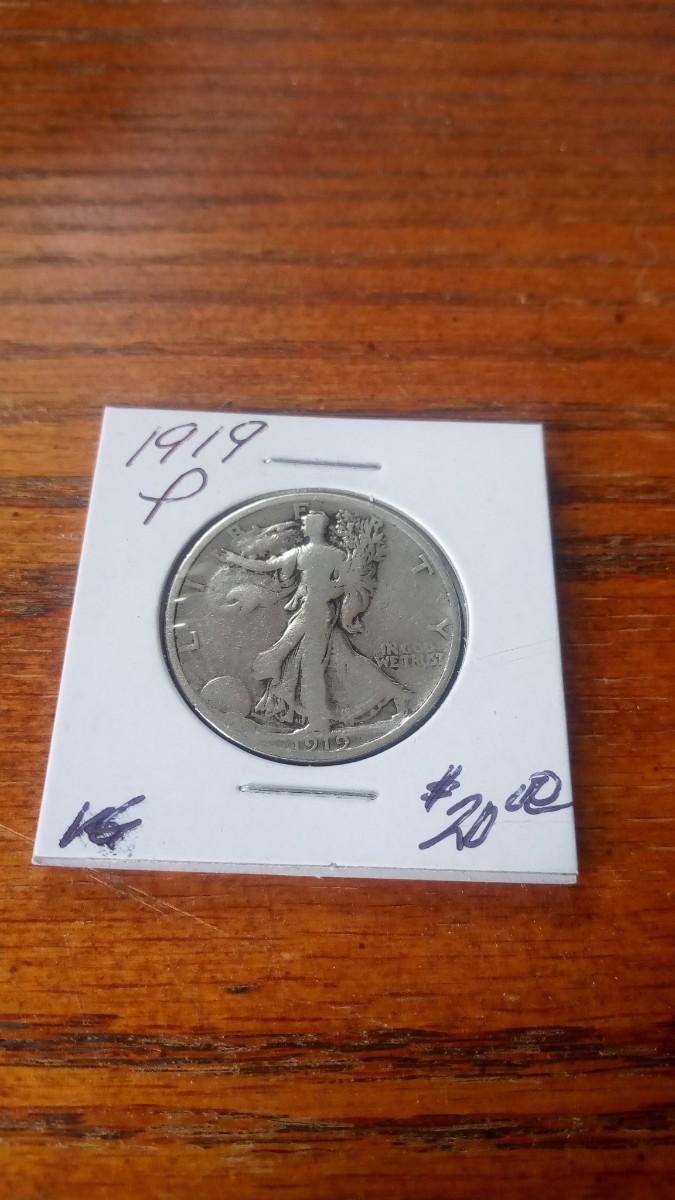 1919
P
LIBERTY
IN GOD
WE TRUST
1919
VG
$20.00